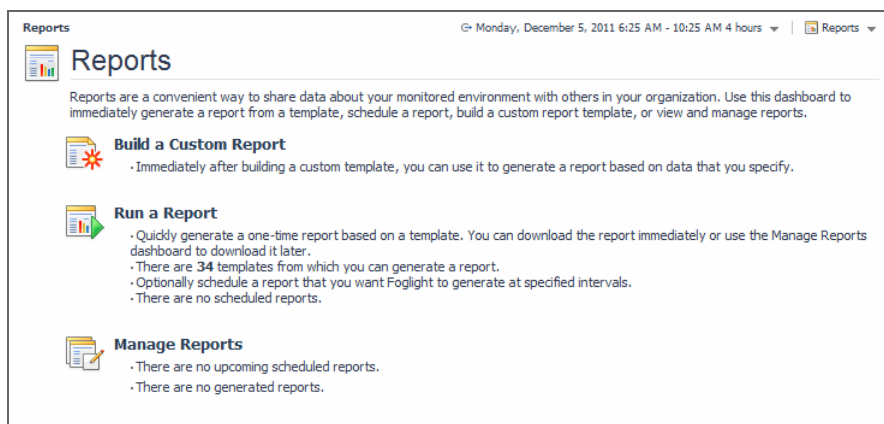 Reports
Monday, December 5, 2011 6:25 AM - 10:25 AM 4 hours
Reports
Reports
Reports are a convenient way to share data about your monitored environment with others in your organization. Use this dashboard to
immediately generate a report from a template, schedule a report, build a custom report template, or view and manage reports.
Build a Custom Report
· Immediately after building a custom template, you can use it to generate a report based on data that you specify.
Run a Report
· Quickly generate a one-time report based on a template. You can download the report immediately or use the Manage Reports
dashboard to download it later.
· There are 34 templates from which you can generate a report.
· Optionally schedule a report that you want Foglight to generate at specified intervals.
· There are no scheduled reports.
Manage Reports
· There are no upcoming scheduled reports.
· There are no generated reports.